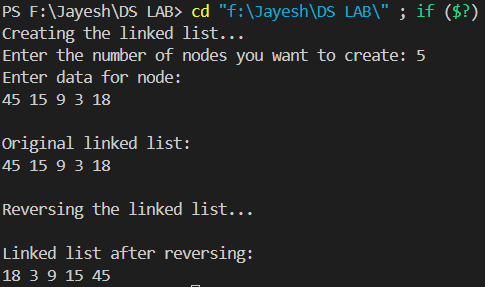 PS F:\Jayesh\DS LAB> cd "f:\Jayesh\DS LAB\" ; if ($?)
Creating the linked list...
Enter the number of nodes you want to create: 5
Enter data for node:
45 15 9 3 18
Original linked list:
45 15 9 3 18
Reversing the linked list...
Linked list after reversing:
18 3 9 15 45